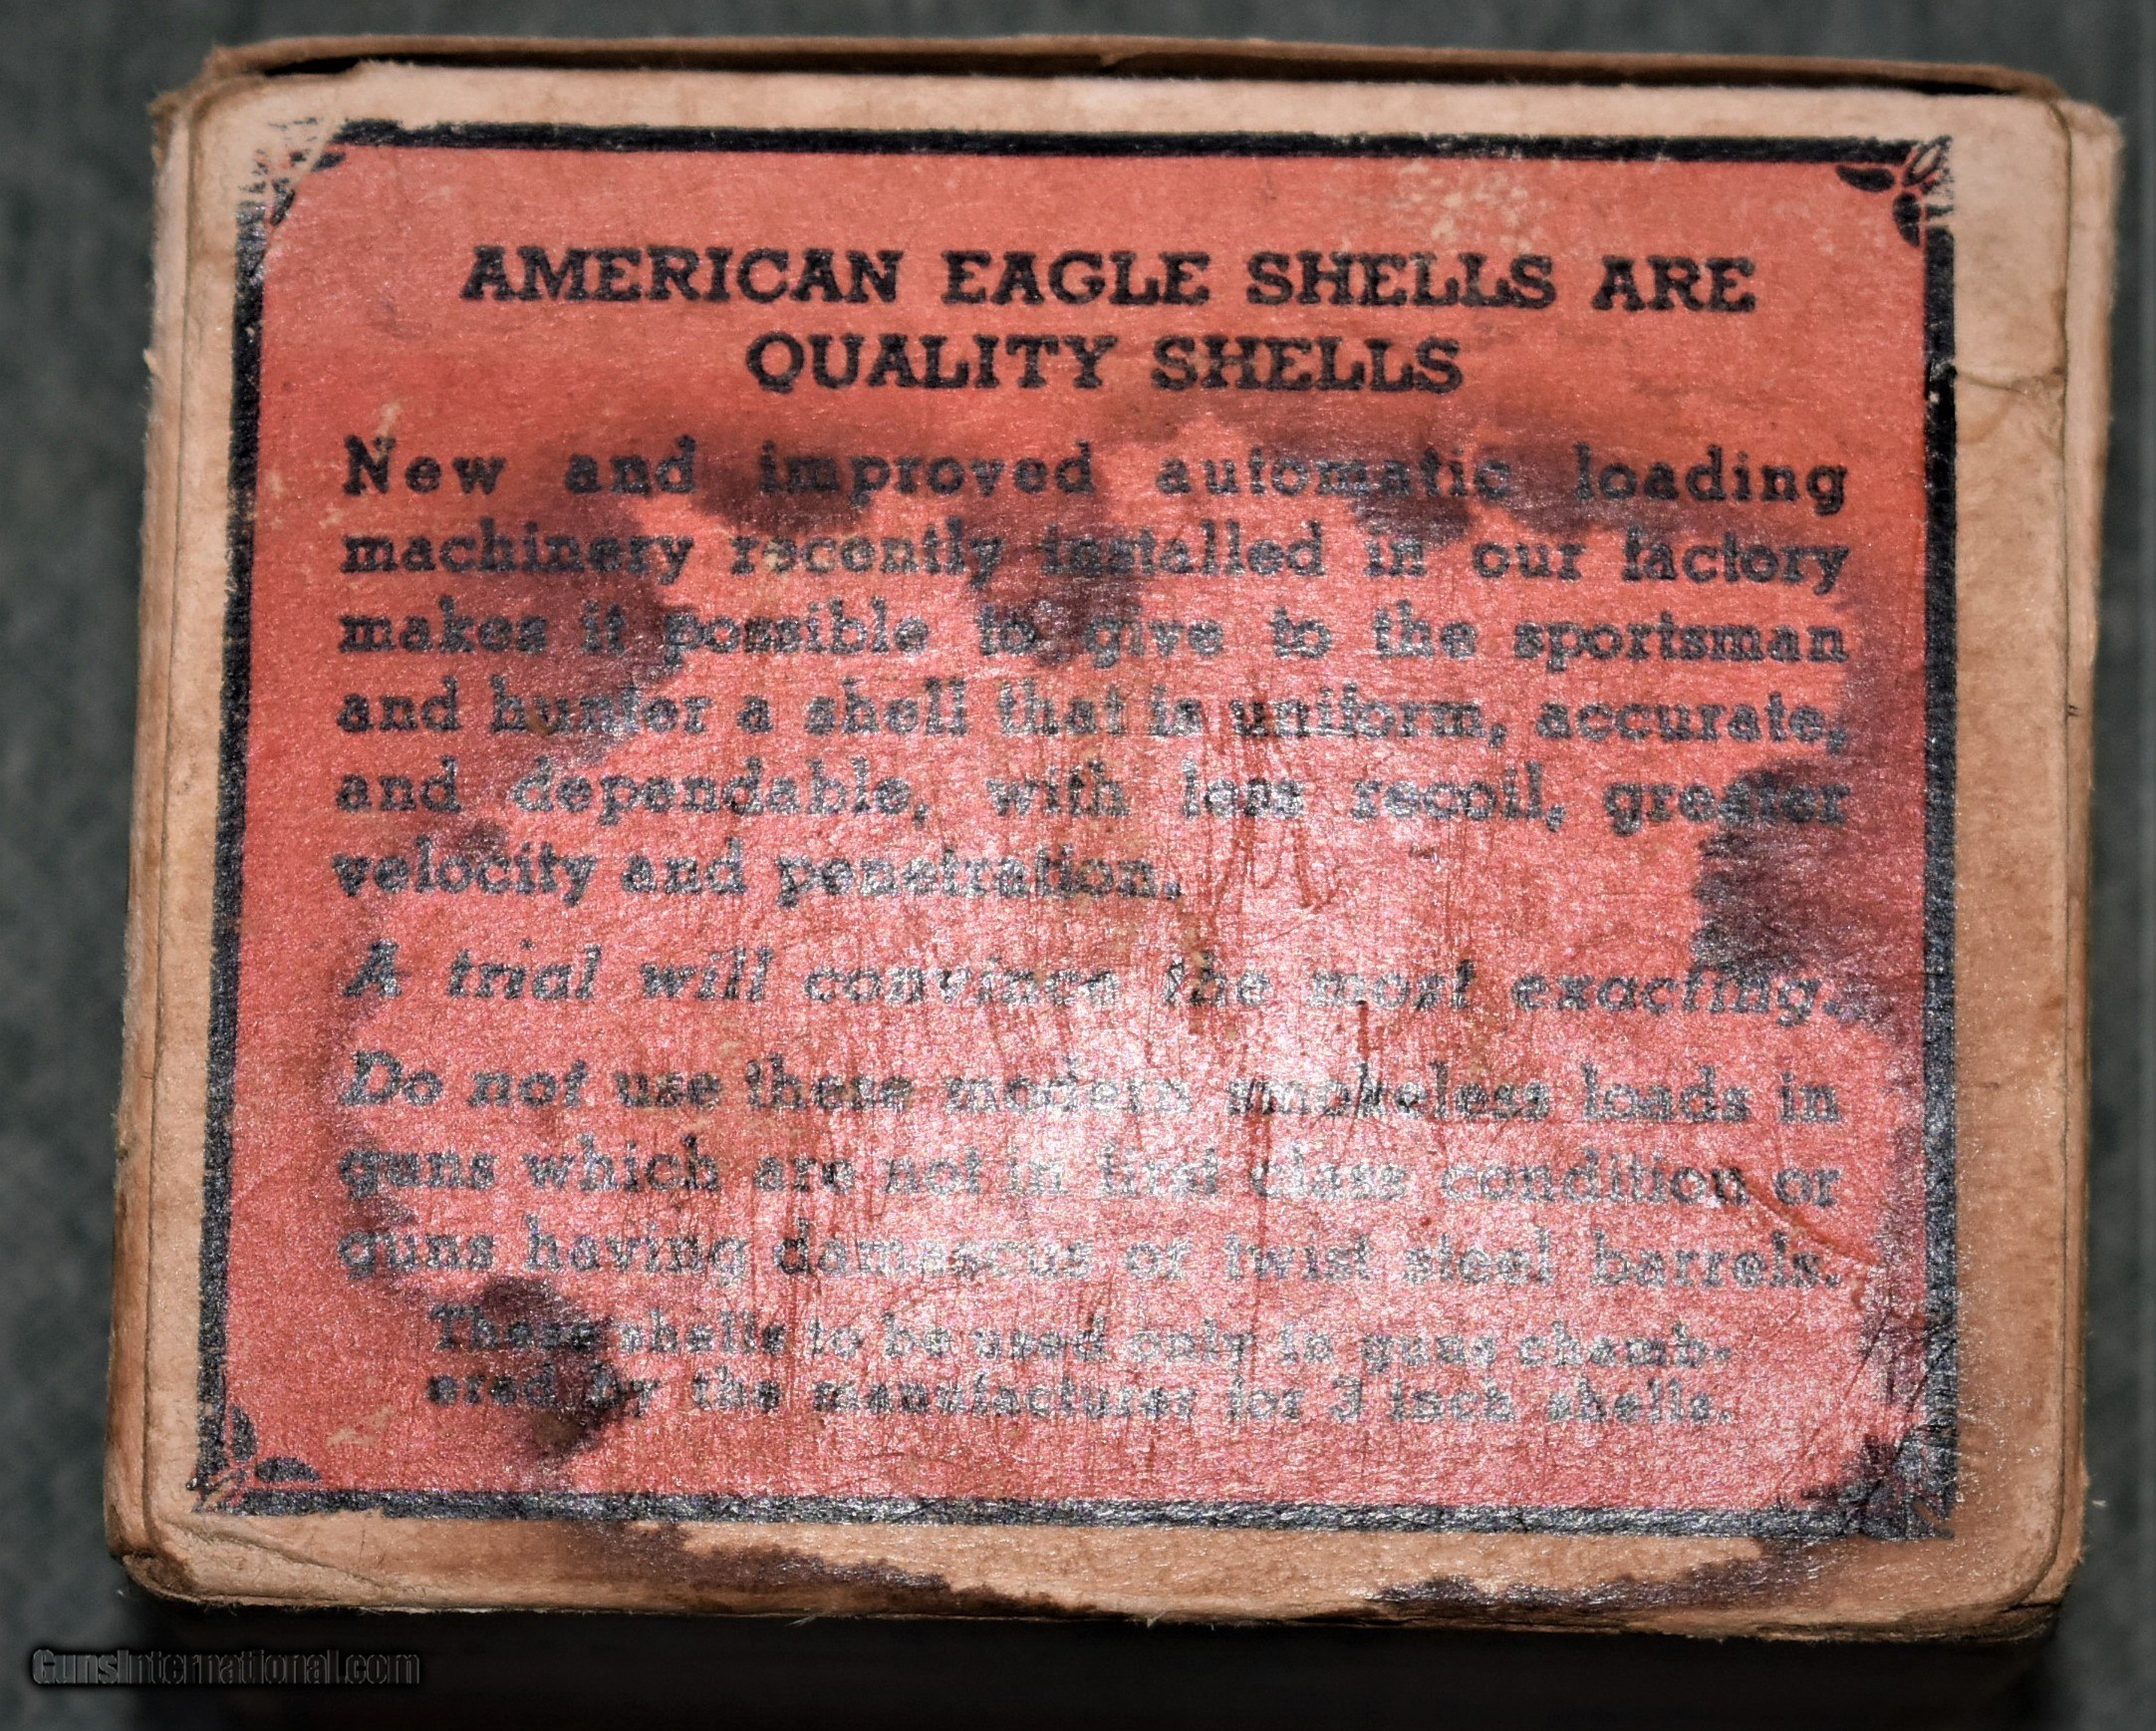 AMERICAN EAGLE SHELLS ARE
QUALITY SHELLS
New and improved automatic loading
machinery recently installed in our factory
makes it possible to give to the sportsman
and hunter a shell that is uniform, accurate,
and dependable, with less recoil, greater
velocity and penetration.
A trial will convince the most exacting.
Do not use these modern smokeless loads in
guns which are not in first class condition or
guns having damascus or twist steel barrels.
These shells to be used only in guns chamb-
ered by the manufacturer for 3 inch shells.
GunsInternational.com